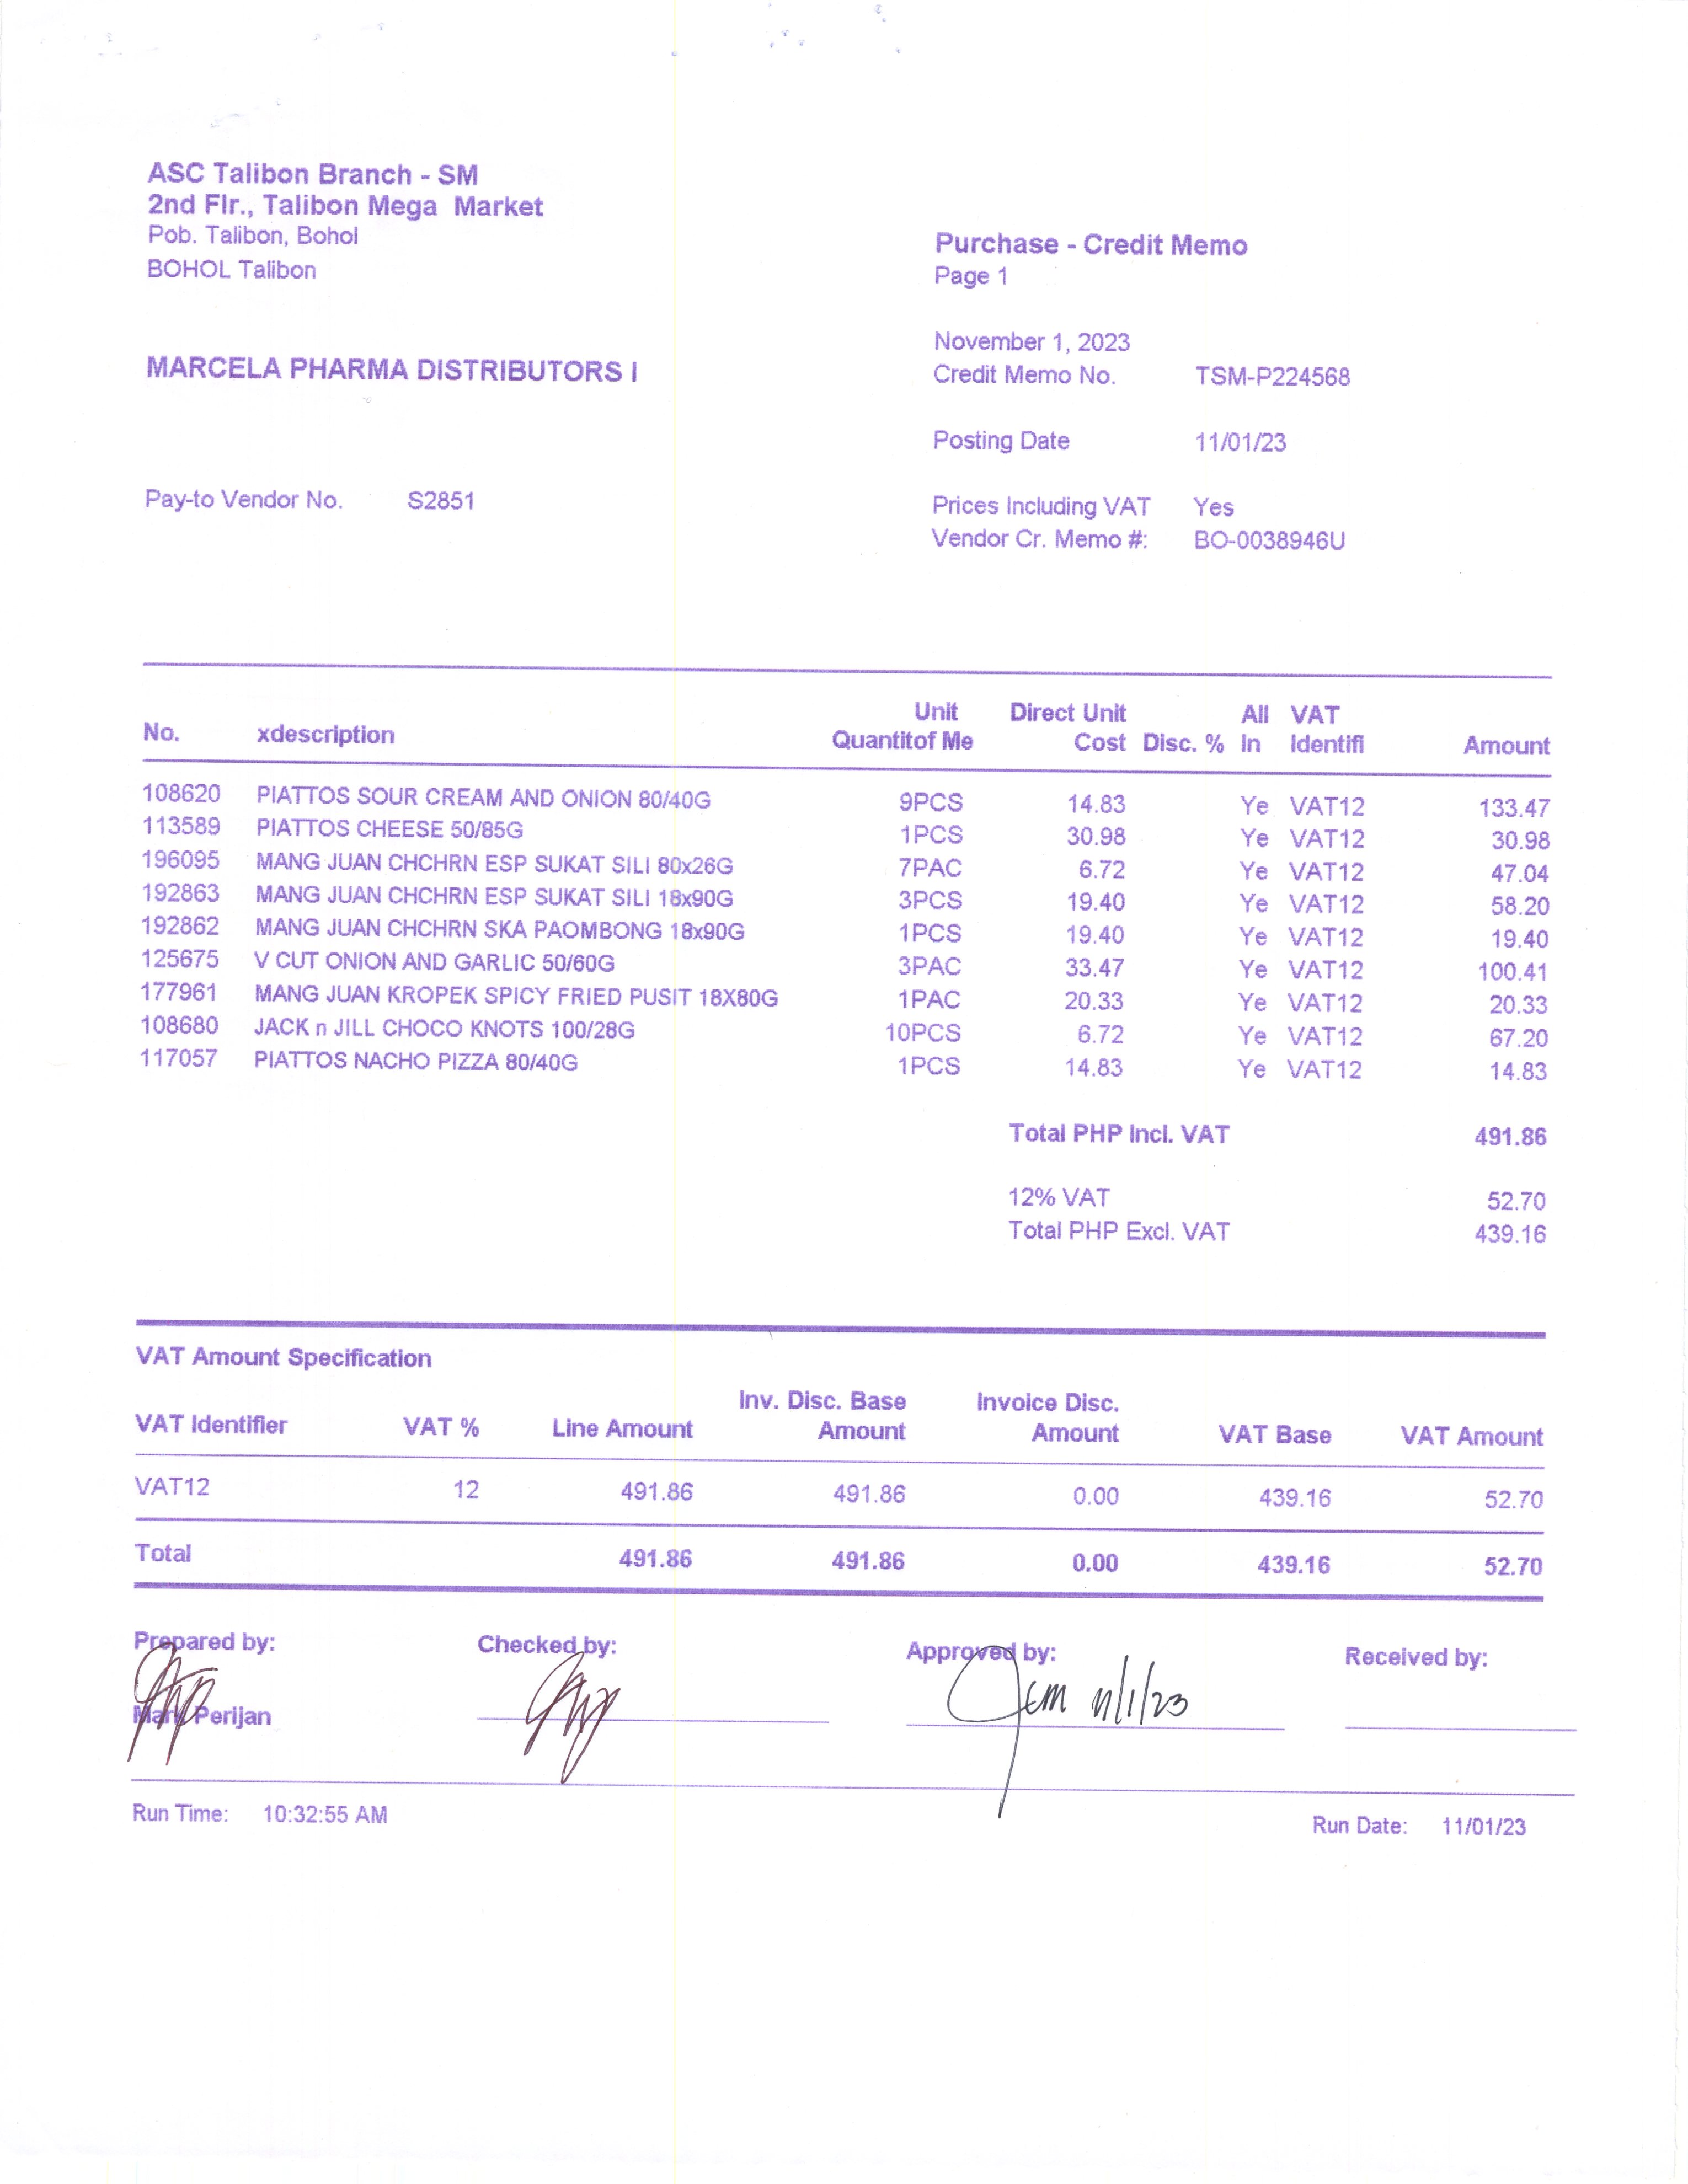 ASC Talibon Branch - SM
2nd Flr., Talibon Mega Market
Pob. Talibon, Bohol
BOHOL Talibon
Purchase - Credit Memo
Page 1
MARCELA PHARMA DISTRIBUTORS I
November 1, 2023
Credit Memo No. TSM-P224568
Posting Date 11/01/23
Pay-to Vendor No. S2851
Prices Including VAT Yes
Vendor Cr. Memo #: BO-0038946U
Unit Direct Unit All VAT
No. xdescription Quantitof Me Cost Disc. % In Identifi Amount
108620 PIATTOS SOUR CREAM AND ONION 80/40G 9PCS 14.83 Ye VAT12 133.47
113589 PIATTOS CHEESE 50/85G 1PCS 30.98 Ye VAT12 30.98
196095 MANG JUAN CHCHRN ESP SUKAT SILI 80x26G 7PAC 6.72 Ye VAT12 47.04
192863 MANG JUAN CHCHRN ESP SUKAT SILI 18x90G 3PCS 19.40 Ye VAT12 58.20
192862 MANG JUAN CHCHRN SKA PAOMBONG 18x90G 1PCS 19.40 Ye VAT12 19.40
125675 V CUT ONION AND GARLIC 50/60G 3PAC 33.47 Ye VAT12 100.41
177961 MANG JUAN KROPEK SPICY FRIED PUSIT 18X80G 1PAC 20.33 Ye VAT12 20.33
108680 JACK n JILL CHOCO KNOTS 100/28G 10PCS 6.72 Ye VAT12 67.20
117057 PIATTOS NACHO PIZZA 80/40G 1PCS 14.83 Ye VAT12 14.83
Total PHP Incl. VAT 491.86
12% VAT 52.70
Total PHP Excl. VAT 439.16
VAT Amount Specification
Inv. Disc. Base Invoice Disc.
VAT Identifier VAT % Line Amount Amount Amount VAT Base VAT Amount
VAT12 12 491.86 491.86 0.00 439.16 52.70
Total 491.86 491.86 0.00 439.16 52.70
Prepared by: Checked by: Approved by: Received by:
Mark Perijan 11/1/23
Run Time: 10:32:55 AM Run Date: 11/01/23